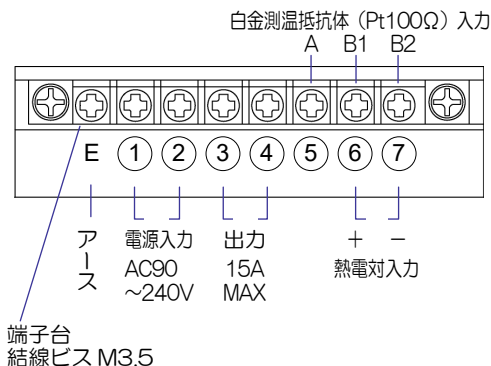 白金測温抵抗体（Pt100Ω）入力
A B1 B2
E 1 2 3 4 5 6 7
アース
電源入力
AC90
～240V
出力
15A
MAX
＋ －
熱電対入力
端子台
結線ビス M3.5